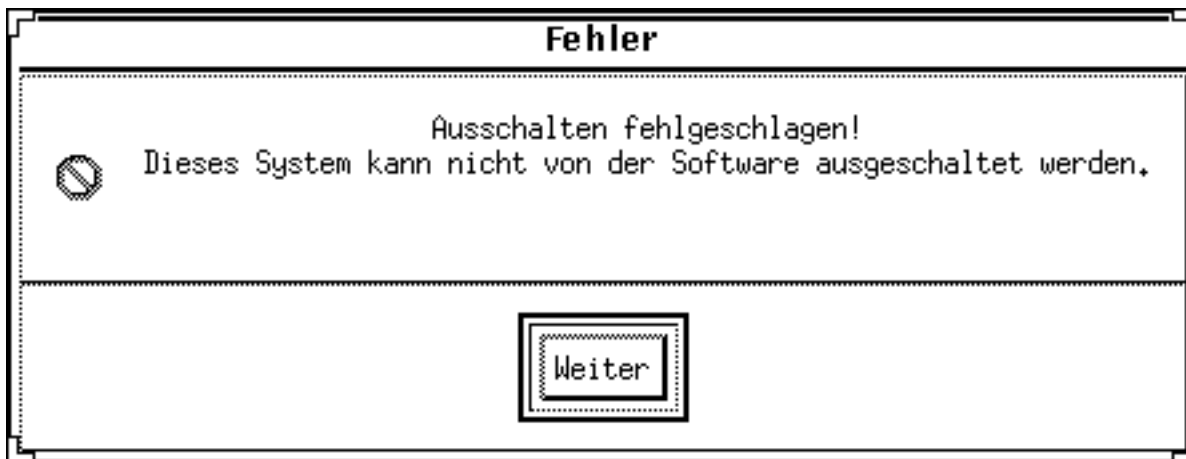 Fehler
Ausschalten fehlgeschlagen!
Dieses System kann nicht von der Software ausgeschaltet werden.
Weiter